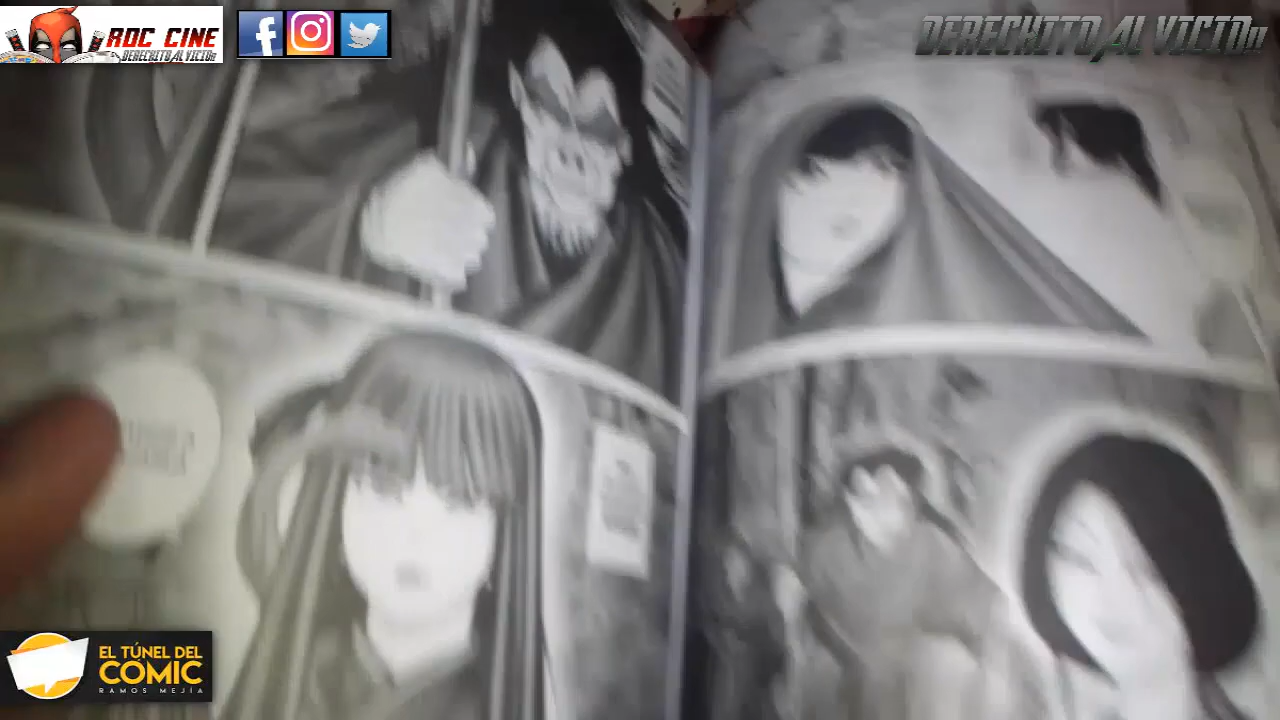 ROC CINE
DERECHITO AL VICIO!!
DERECHITO AL VICIO!!
EL TÚNEL DEL
COMIC
RAMOS MEJÍA